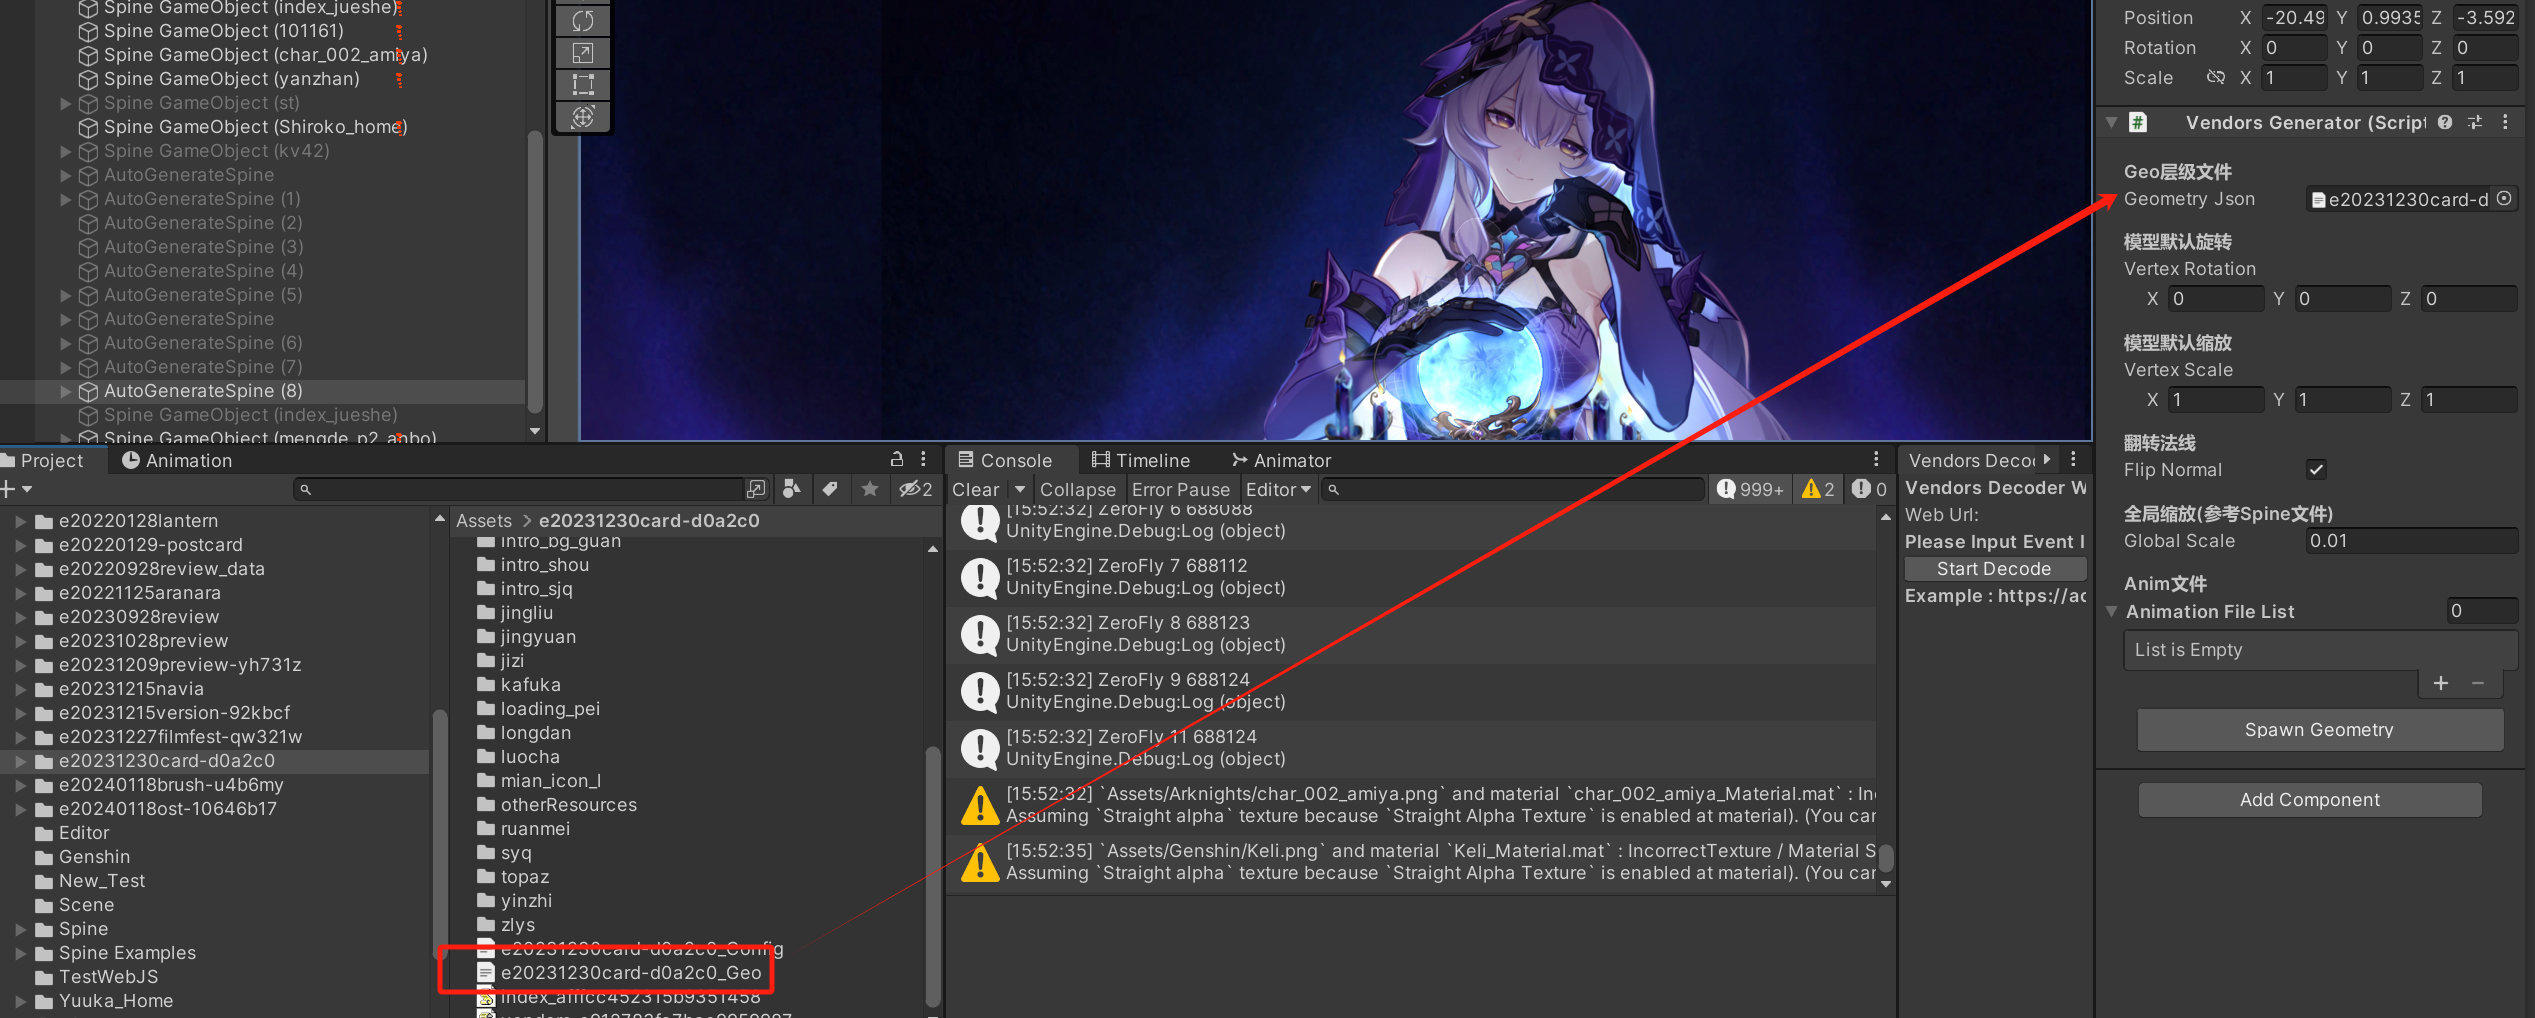 Spine GameObject (index_jueshe)
Spine GameObject (101161)
Spine GameObject (char_002_amiya)
Spine GameObject (yanzhan)
Spine GameObject (st)
Spine GameObject (Shiroko_home)
Spine GameObject (kv42)
AutoGenerateSpine
AutoGenerateSpine (1)
AutoGenerateSpine (2)
AutoGenerateSpine (3)
AutoGenerateSpine (4)
AutoGenerateSpine (5)
AutoGenerateSpine
AutoGenerateSpine (6)
AutoGenerateSpine (7)
AutoGenerateSpine (8)
Spine GameObject (index_jueshe)
Spine GameObject (mengde_p2_anbo)
Position X -20.49 Y 0.9935 Z -3.592
Rotation X 0 Y 0 Z 0
Scale X 1 Y 1 Z 1
# Vendors Generator (Script
Geo层级文件
Geometry Json e20231230card-d
模型默认旋转
Vertex Rotation
X 0 Y 0 Z 0
模型默认缩放
Vertex Scale
X 1 Y 1 Z 1
翻转法线
Flip Normal
全局缩放(参考Spine文件)
Global Scale 0.01
Anim文件
Animation File List 0
List is Empty
+ −
Spawn Geometry
Add Component
Project Animation
2
e20220128lantern
e20220129-postcard
e20220928review_data
e20221125aranara
e20230928review
e20231028preview
e20231209preview-yh731z
e20231215navia
e20231215version-92kbcf
e20231227filmfest-qw321w
e20231230card-d0a2c0
e20240118brush-u4b6my
e20240118ost-10646b17
Editor
Genshin
New_Test
Scene
Spine
Spine Examples
TestWebJS
Yuuka_Home
Assets > e20231230card-d0a2c0
intro_bg_guan
intro_shou
intro_sjq
jingliu
jingyuan
jizi
kafuka
loading_pei
longdan
luocha
mian_icon_l
otherResources
ruanmei
syq
topaz
yinzhi
zlys
e20231230card-d0a2c0_Config
e20231230card-d0a2c0_Geo
Console Timeline Animator
Clear Collapse Error Pause Editor 999+ 2 0
[15:52:32] ZeroFly 6 688088
UnityEngine.Debug:Log (object)
[15:52:32] ZeroFly 7 688112
UnityEngine.Debug:Log (object)
[15:52:32] ZeroFly 8 688123
UnityEngine.Debug:Log (object)
[15:52:32] ZeroFly 9 688124
UnityEngine.Debug:Log (object)
[15:52:32] ZeroFly 11 688124
UnityEngine.Debug:Log (object)
[15:52:32] `Assets/Arknights/char_002_amiya.png` and material `char_002_amiya_Material.mat` : In
Assuming `Straight alpha` texture because `Straight Alpha Texture` is enabled at material). (You can
[15:52:35] `Assets/Genshin/Keli.png` and material `Keli_Material.mat` : IncorrectTexture / Material S
Assuming `Straight alpha` texture because `Straight Alpha Texture` is enabled at material). (You can
Vendors Deco
Vendors Decoder W
Web Url:
Please Input Event I
Start Decode
Example : https://ac